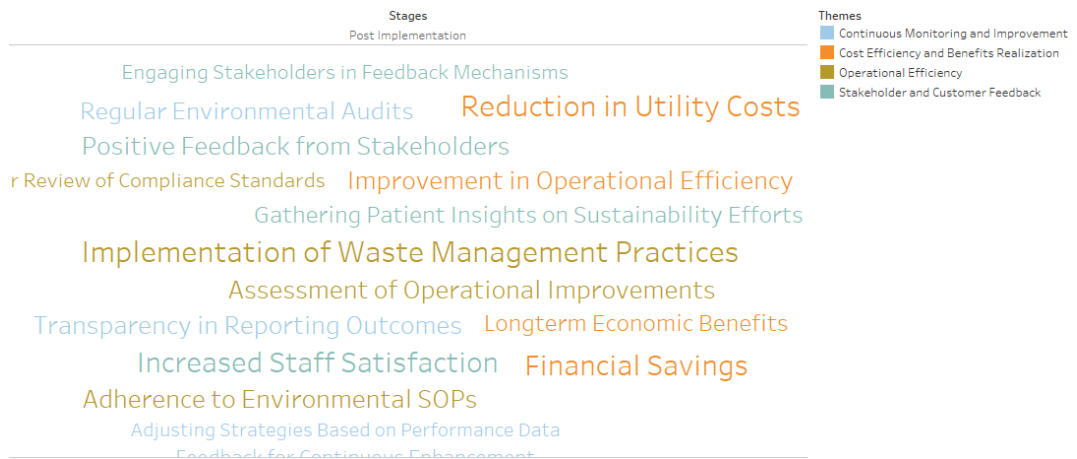 Stages
Post Implementation
Engaging Stakeholders in Feedback Mechanisms
Regular Environmental Audits
Reduction in Utility Costs
Positive Feedback from Stakeholders
r Review of Compliance Standards
Improvement in Operational Efficiency
Gathering Patient Insights on Sustainability Efforts
Implementation of Waste Management Practices
Assessment of Operational Improvements
Transparency in Reporting Outcomes
Longterm Economic Benefits
Increased Staff Satisfaction
Financial Savings
Adherence to Environmental SOPs
Adjusting Strategies Based on Performance Data
Feedback for Continuous Enhancement
Themes
Continuous Monitoring and Improvement
Cost Efficiency and Benefits Realization
Operational Efficiency
Stakeholder and Customer Feedback